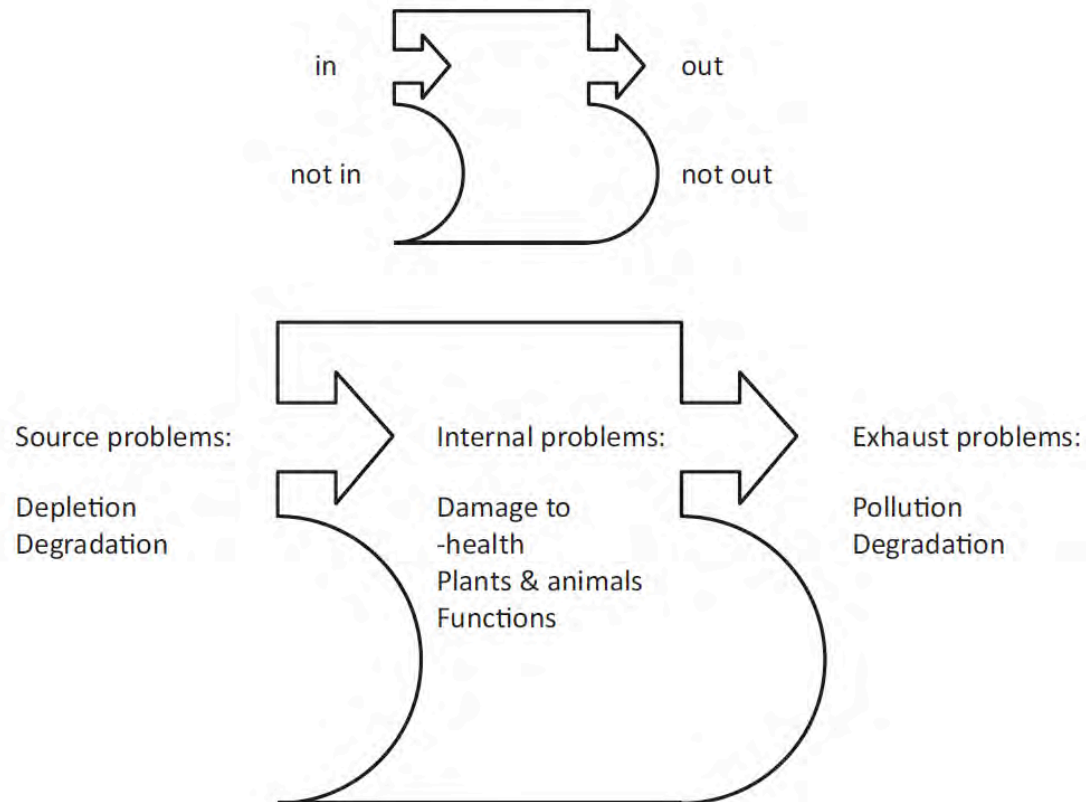 in
out
not in
not out
Source problems:
Depletion
Degradation
Internal problems:
Damage to
-health
Plants & animals
Functions
Exhaust problems:
Pollution
Degradation